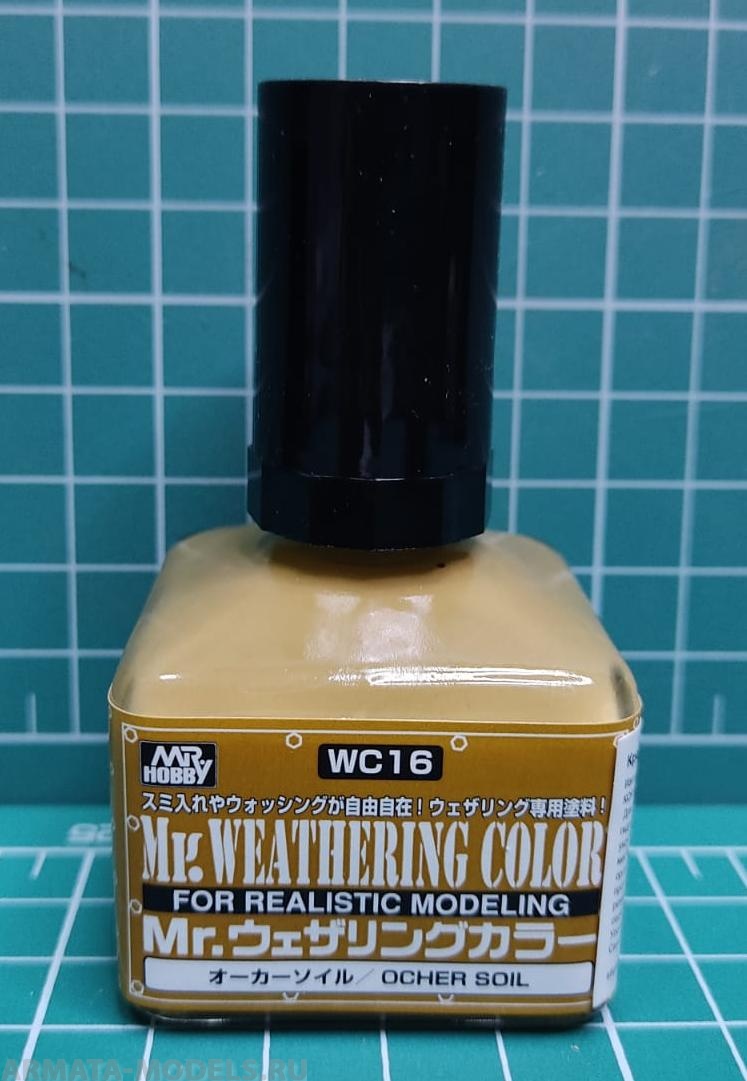 MR HOBBY
WC16
スミ入れやウォッシングが自由自在！ウェザリング専用塗料！
Mr. WEATHERING COLOR
FOR REALISTIC MODELING
Mr.ウェザリングカラー
オーカーソイル／OCHER SOIL
ARMATA-MODELS.RU